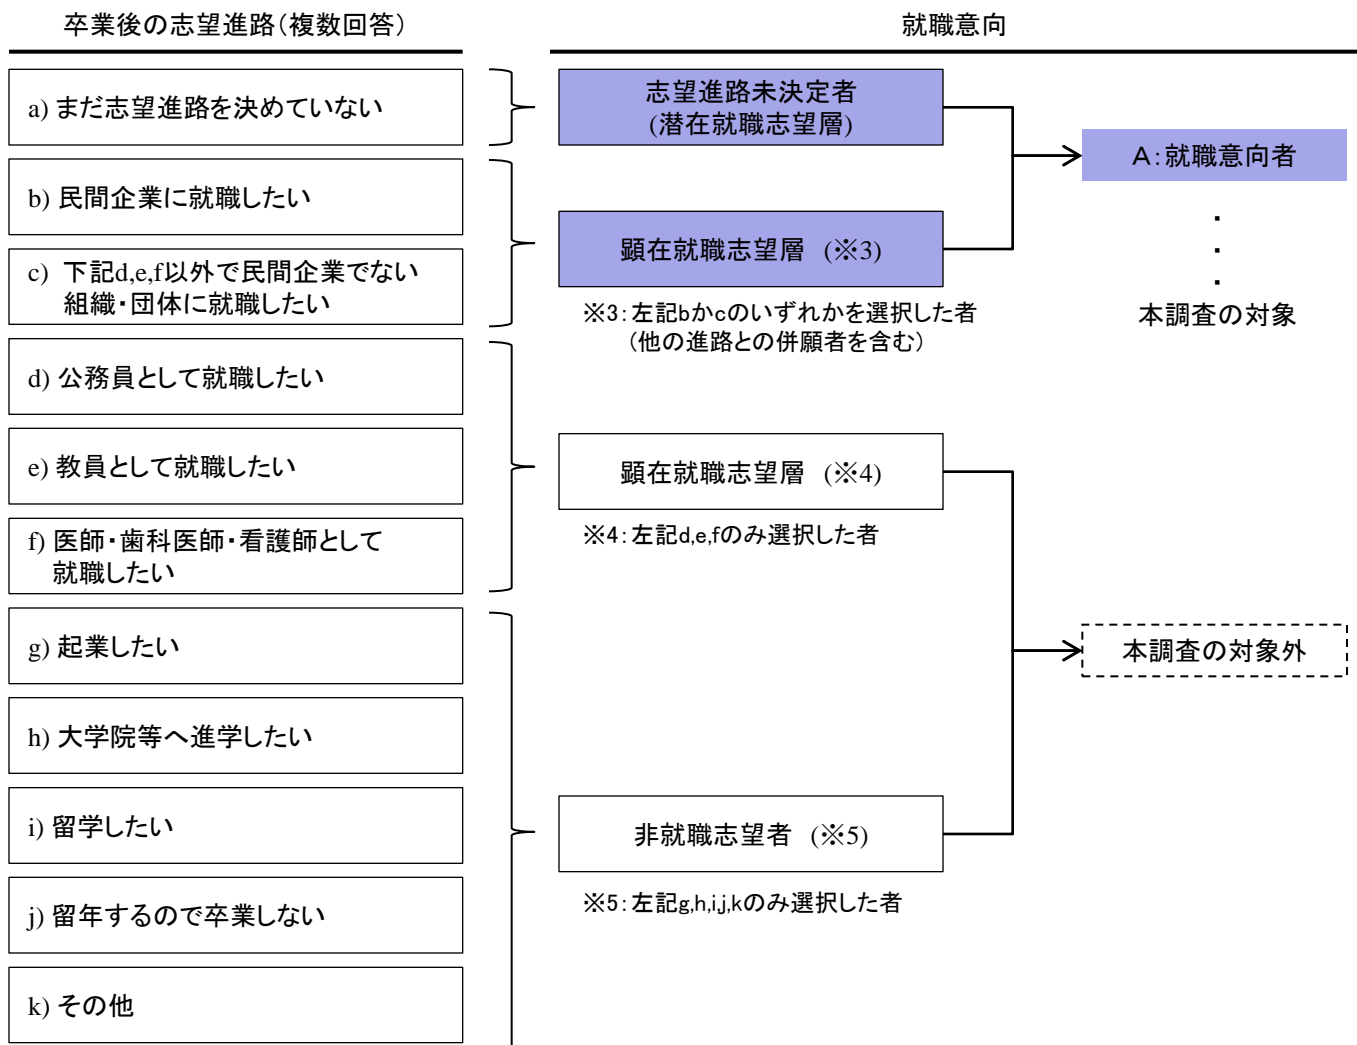 卒業後の志望進路(複数回答)
就職意向
a) まだ志望進路を決めていない
b) 民間企業に就職したい
c) 下記d,e,f以外で民間企業でない
組織・団体に就職したい
d) 公務員として就職したい
e) 教員として就職したい
f) 医師・歯科医師・看護師として
就職したい
g) 起業したい
h) 大学院等へ進学したい
i) 留学したい
j) 留年するので卒業しない
k) その他
志望進路未決定者
(潜在就職志望層)
顕在就職志望層 (※3)
※3:左記bかcのいずれかを選択した者
(他の進路との併願者を含む)
顕在就職志望層 (※4)
※4:左記d,e,fのみ選択した者
非就職志望者 (※5)
※5:左記g,h,i,j,kのみ選択した者
A:就職意向者
・
・
・
本調査の対象
本調査の対象外